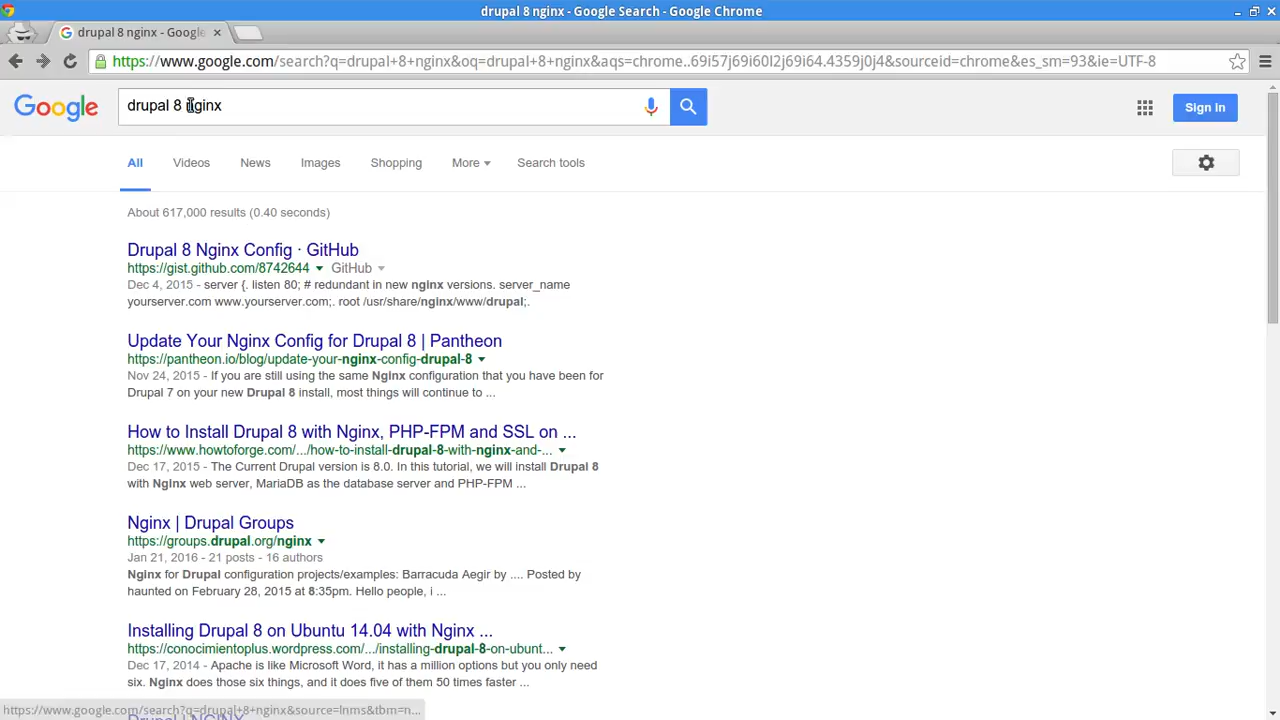 drupal 8 nginx - Google Search - Google Chrome
drupal 8 nginx - Google
https://www.google.com/search?q=drupal+8+nginx&oq=drupal+8+nginx&aqs=chrome..69i57j69i60l2j69i64.4359j0j4&sourceid=chrome&es_sm=93&ie=UTF-8
Google drupal 8 nginx Sign in
All Videos News Images Shopping More Search tools
About 617,000 results (0.40 seconds)
Drupal 8 Nginx Config · GitHub
https://gist.github.com/8742644 GitHub
Dec 4, 2015 - server {. listen 80; # redundant in new nginx versions. server_name
yourserver.com www.yourserver.com;. root /usr/share/nginx/www/drupal;.
Update Your Nginx Config for Drupal 8 | Pantheon
https://pantheon.io/blog/update-your-nginx-config-drupal-8
Nov 24, 2015 - If you are still using the same Nginx configuration that you have been for
Drupal 7 on your new Drupal 8 install, most things will continue to ...
How to Install Drupal 8 with Nginx, PHP-FPM and SSL on ...
https://www.howtoforge.com/.../how-to-install-drupal-8-with-nginx-and-...
Dec 17, 2015 - The Current Drupal version is 8.0. In this tutorial, we will install Drupal 8
with Nginx web server, MariaDB as the database server and PHP-FPM ...
Nginx | Drupal Groups
https://groups.drupal.org/nginx
Jan 21, 2016 - 21 posts - 16 authors
Nginx for Drupal configuration projects/examples: Barracuda Aegir by .... Posted by
haunted on February 28, 2015 at 8:35pm. Hello people, i ...
Installing Drupal 8 on Ubuntu 14.04 with Nginx ...
https://conocimientoplus.wordpress.com/.../installing-drupal-8-on-ubunt...
Dec 17, 2014 - Apache is like Microsoft Word, it has a million options but you only need
six. Nginx does those six things, and it does five of them 50 times faster ...
https://www.google.com/search?q=drupal+8+nginx&source=lnms&tbm=n...
Drupal | NGINX